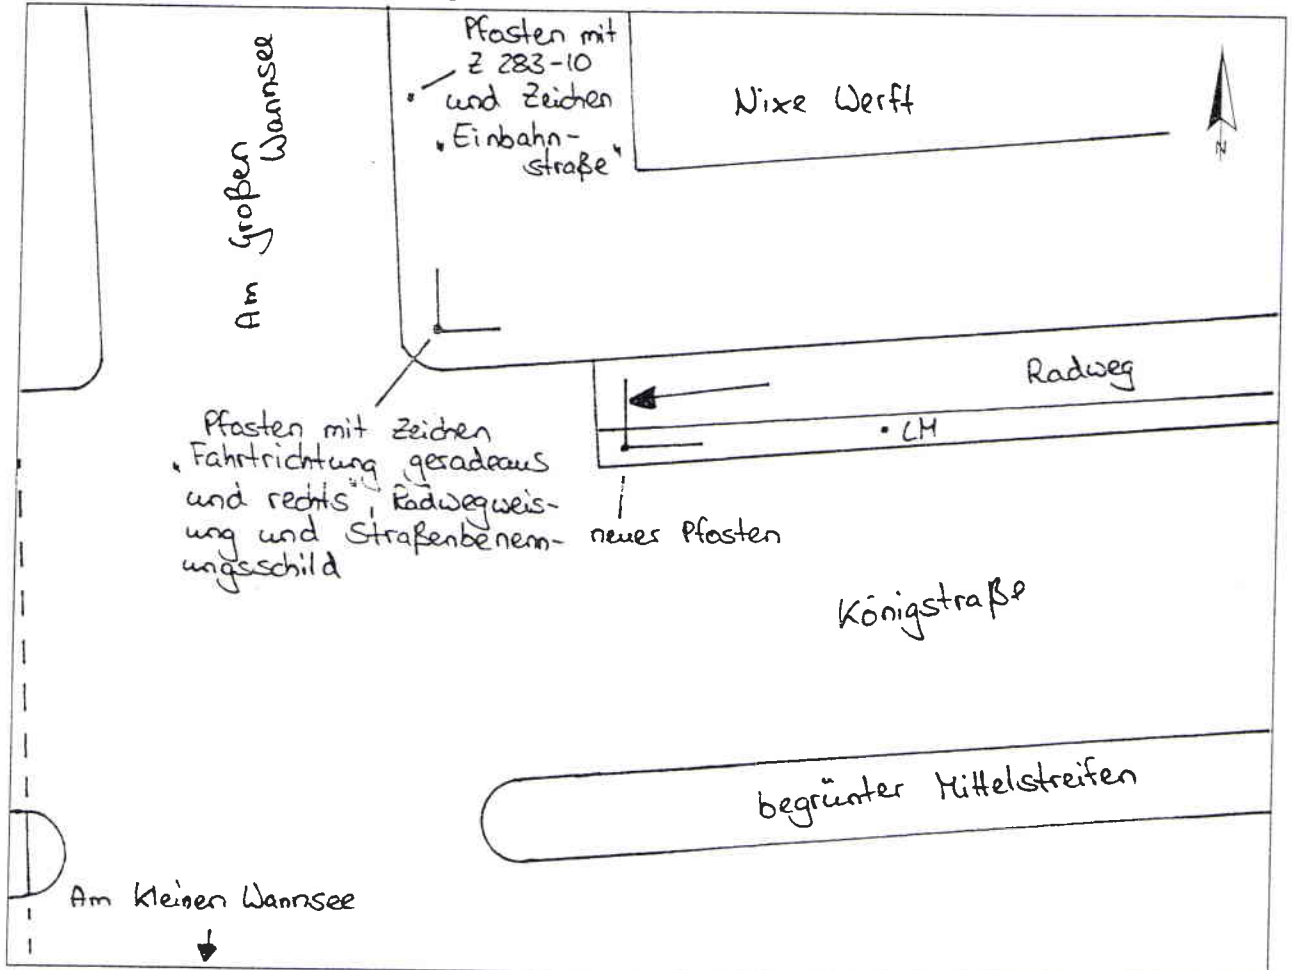 Pfosten mit
Z 283-10
und Zeichen
"Einbahn-
straße"
Nixe Werft
N
Am Großen
Wannsee
Radweg
LM
Pfosten mit Zeichen
"Fahrtrichtung geradeaus
und rechts", Radwegweis-
ung und Straßenbenenn-
ungsschild
neuer Pfosten
Königstraße
begrünter Mittelstreifen
Am Kleinen Wannsee